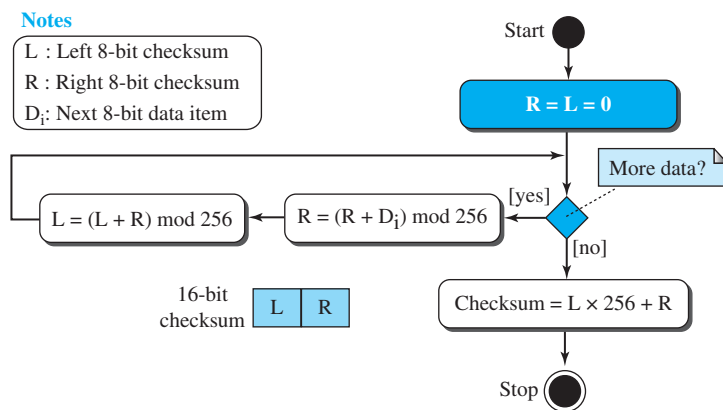 Notes
L : Left 8-bit checksum
R : Right 8-bit checksum
Dᵢ: Next 8-bit data item
Start
R = L = 0
More data?
[yes]
L = (L + R) mod 256
R = (R + Dᵢ) mod 256
[no]
16-bit
checksum
L
R
Checksum = L × 256 + R
Stop